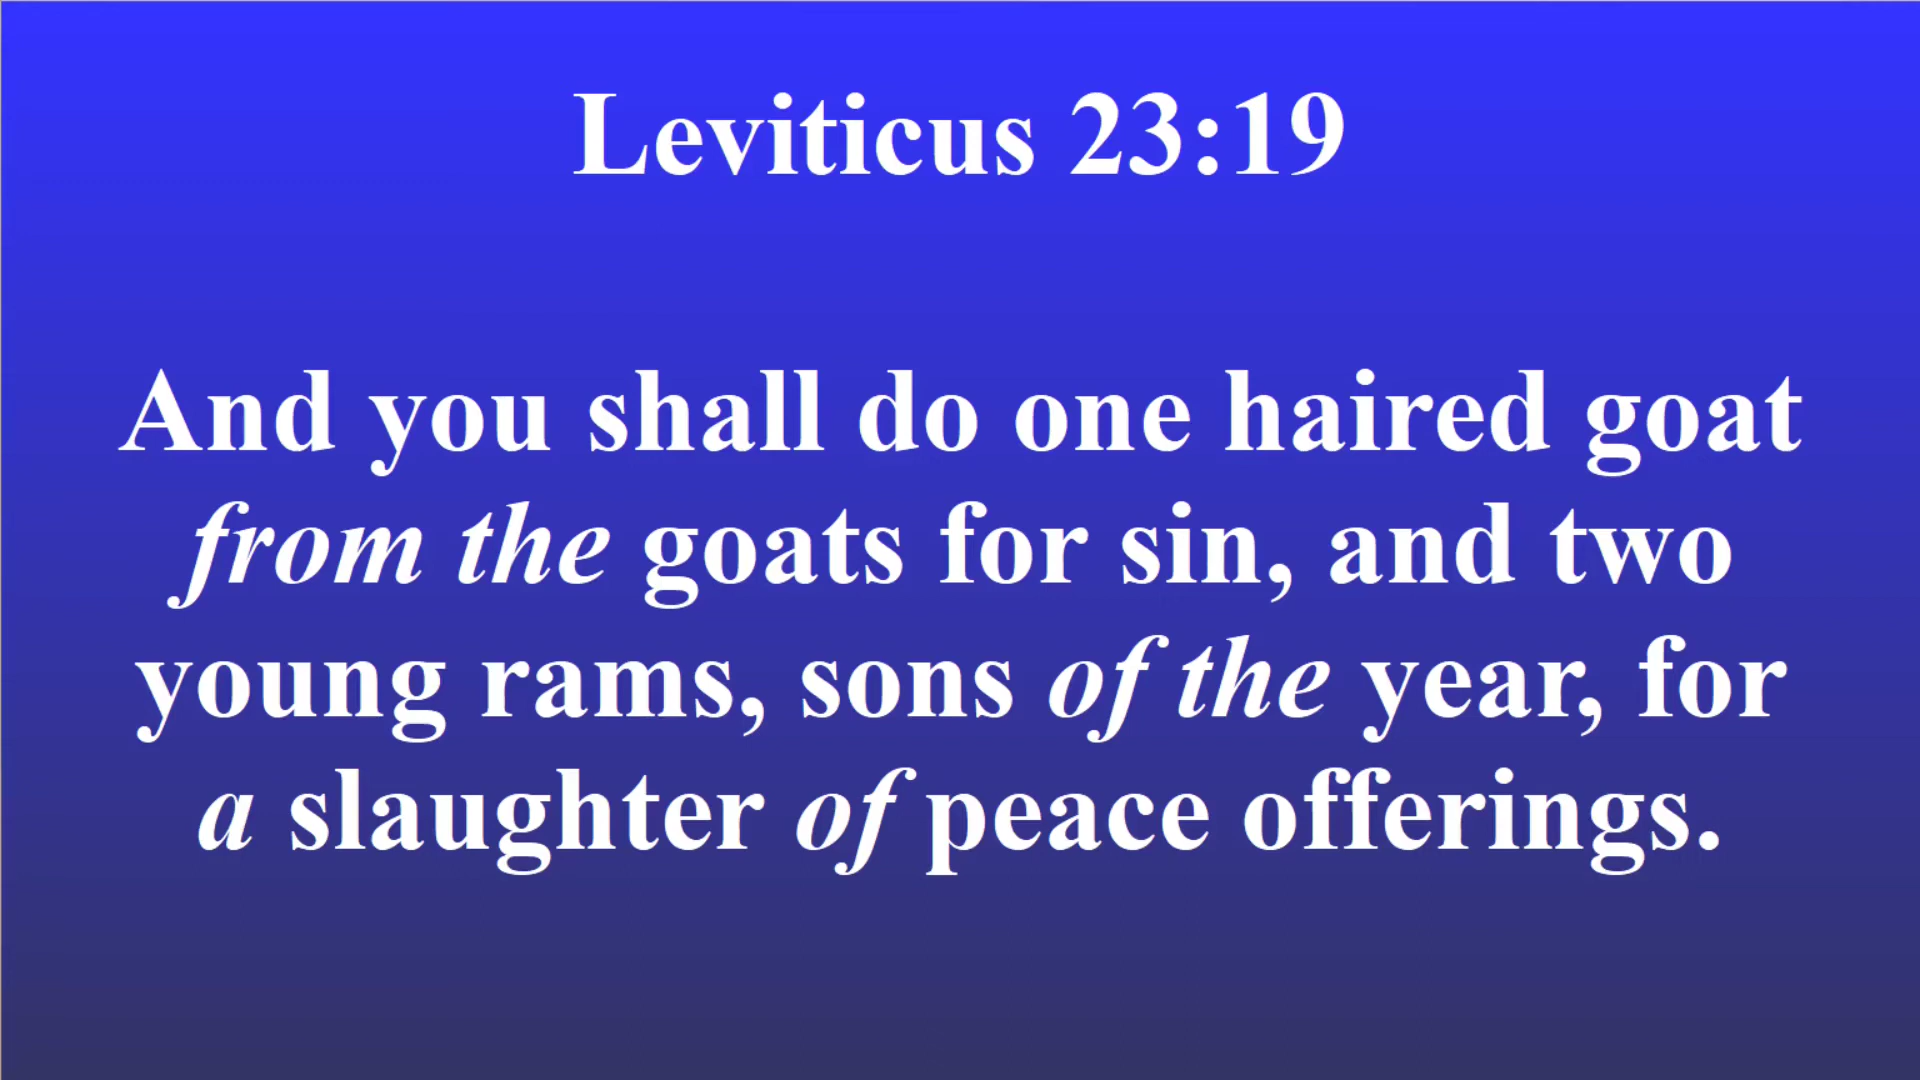 Leviticus 23:19
And you shall do one haired goat
from the goats for sin, and two
young rams, sons of the year, for
a slaughter of peace offerings.